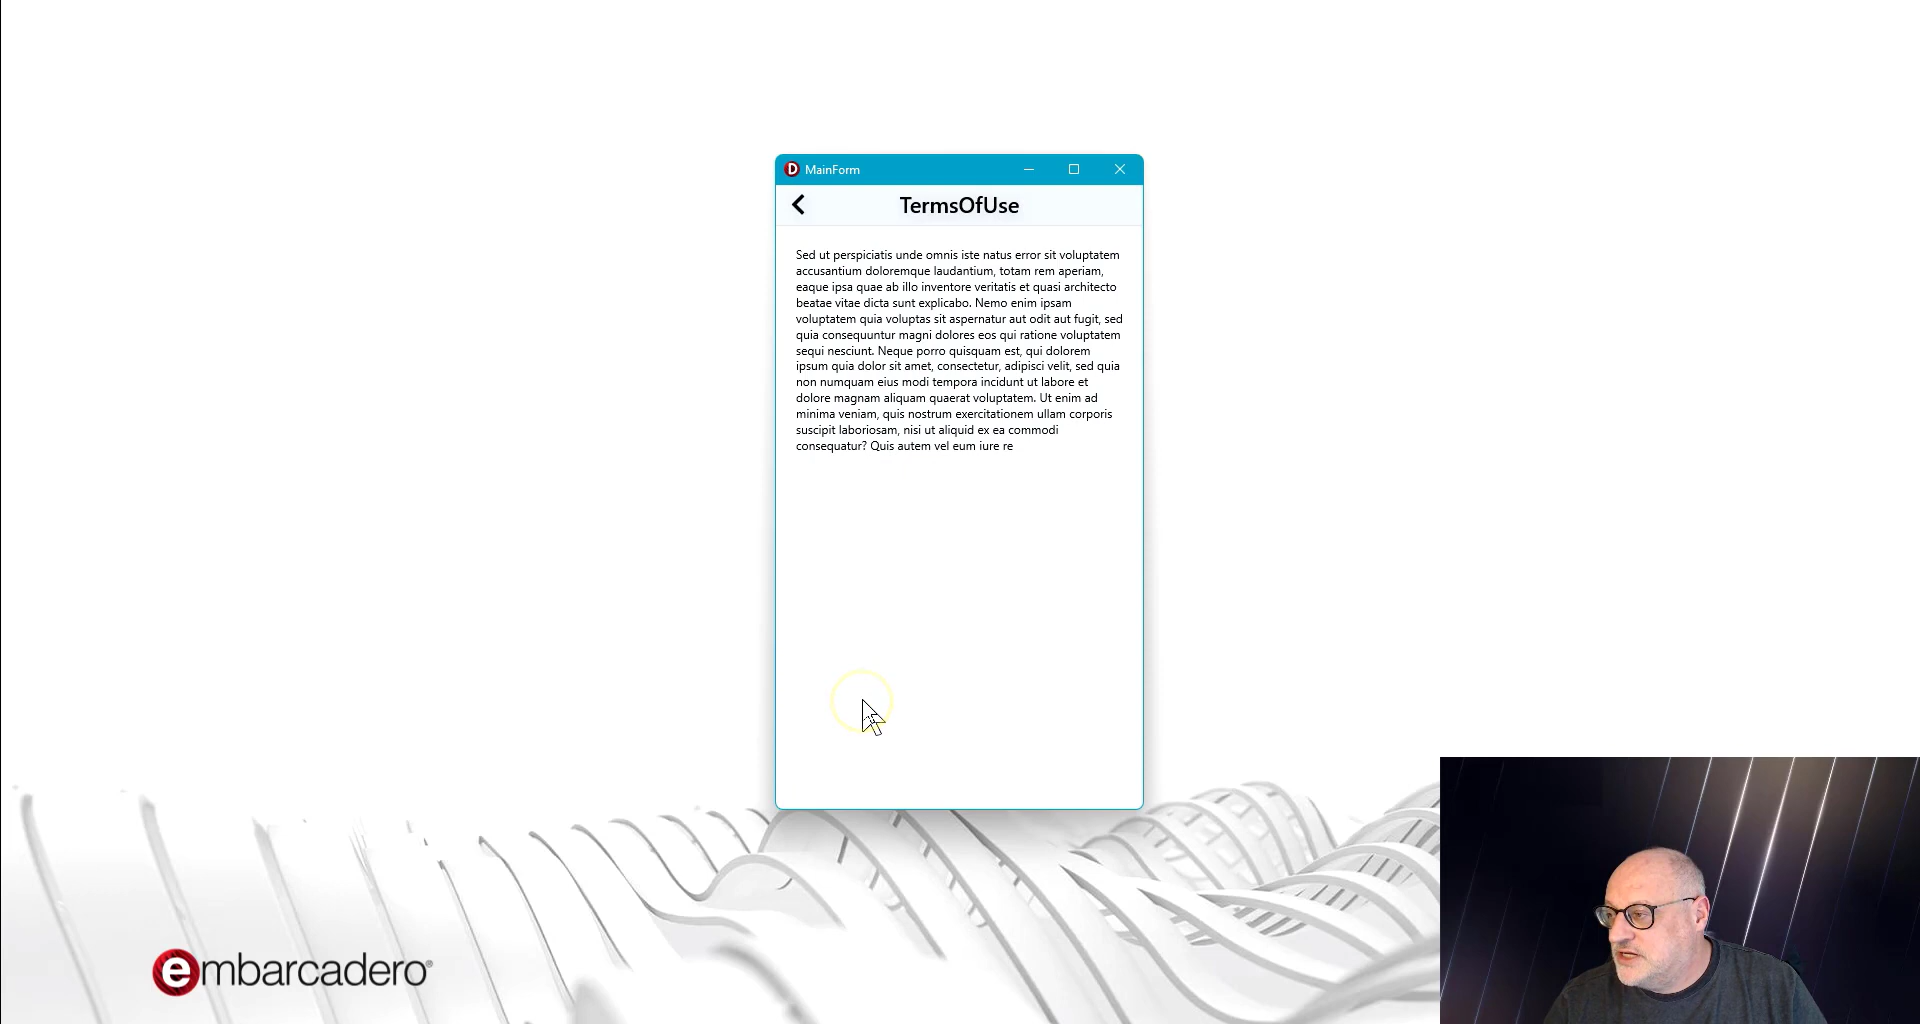 MainForm
TermsOfUse
Sed ut perspiciatis unde omnis iste natus error sit voluptatem
accusantium doloremque laudantium, totam rem aperiam,
eaque ipsa quae ab illo inventore veritatis et quasi architecto
beatae vitae dicta sunt explicabo. Nemo enim ipsam
voluptatem quia voluptas sit aspernatur aut odit aut fugit, sed
quia consequuntur magni dolores eos qui ratione voluptatem
sequi nesciunt. Neque porro quisquam est, qui dolorem
ipsum quia dolor sit amet, consectetur, adipisci velit, sed quia
non numquam eius modi tempora incidunt ut labore et
dolore magnam aliquam quaerat voluptatem. Ut enim ad
minima veniam, quis nostrum exercitationem ullam corporis
suscipit laboriosam, nisi ut aliquid ex ea commodi
consequatur? Quis autem vel eum iure re
embarcadero®